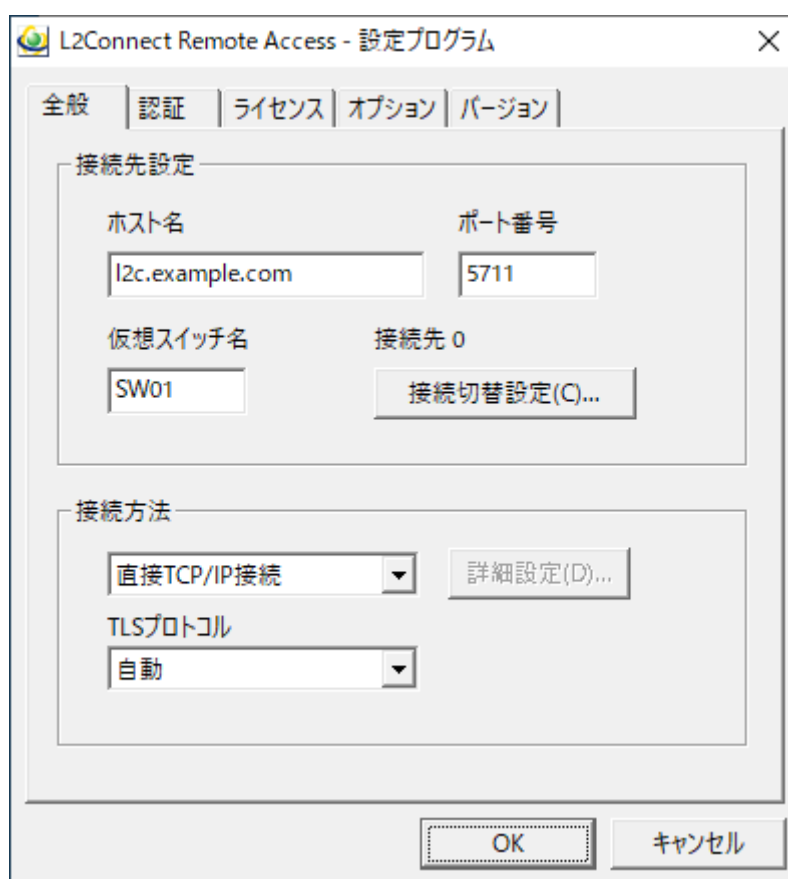 L2Connect Remote Access - 設定プログラム
全般 認証 ライセンス オプション バージョン
接続先設定
ホスト名 ポート番号
l2c.example.com 5711
仮想スイッチ名 接続先 0
SW01 接続切替設定(C)...
接続方法
直接TCP/IP接続 詳細設定(D)...
TLSプロトコル
自動
OK キャンセル